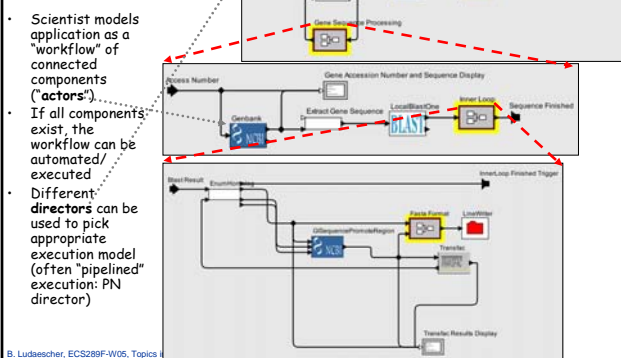 • Scientist models
application as a
"workflow" of
connected
components
("actors")
• If all components
exist, the
workflow can be
automated/
executed
• Different
directors can be
used to pick
appropriate
execution model
(often "pipelined"
execution: PN
director)
B. Ludaescher, ECS289F-W05, Topics i
Gene Sequence Processing
Access Number
Gene Accession Number and Sequence Display
Genbank
NCBI
Extract Gene Sequence
LocalBlastOne
BLAST
Inner Loop
Sequence Finished
Blast Result
InnerLoop Finished Trigger
GISequencePromoteRegion
NCBI
Fasta Format
LineWriter
Transfac
Transfac Results Display